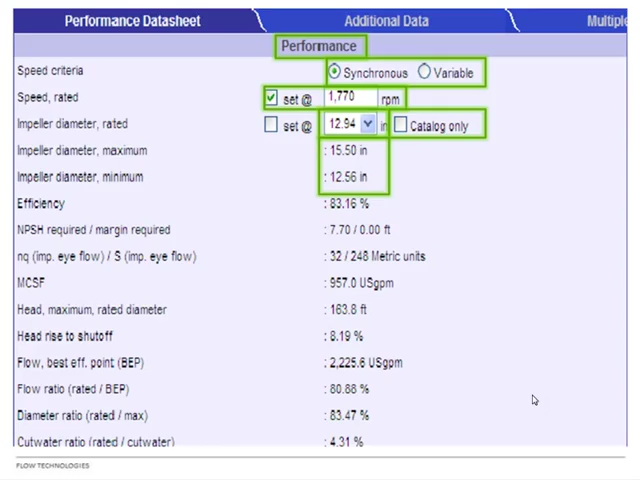 Performance Datasheet Additional Data Multiple
Performance
Speed criteria Synchronous Variable
Speed, rated set @ 1,770 rpm
Impeller diameter, rated set @ 12.94 in Catalog only
Impeller diameter, maximum : 15.50 in
Impeller diameter, minimum : 12.56 in
Efficiency : 83.16 %
NPSH required / margin required : 7.70 / 0.00 ft
nq (imp. eye flow) / S (imp. eye flow) : 32 / 248 Metric units
MCSF : 957.0 USgpm
Head, maximum, rated diameter : 163.8 ft
Head rise to shutoff : 8.19 %
Flow, best eff. point (BEP) : 2,225.6 USgpm
Flow ratio (rated / BEP) : 80.88 %
Diameter ratio (rated / max) : 83.47 %
Cutwater ratio (rated / cutwater) : 4.31 %
FLOW TECHNOLOGIES